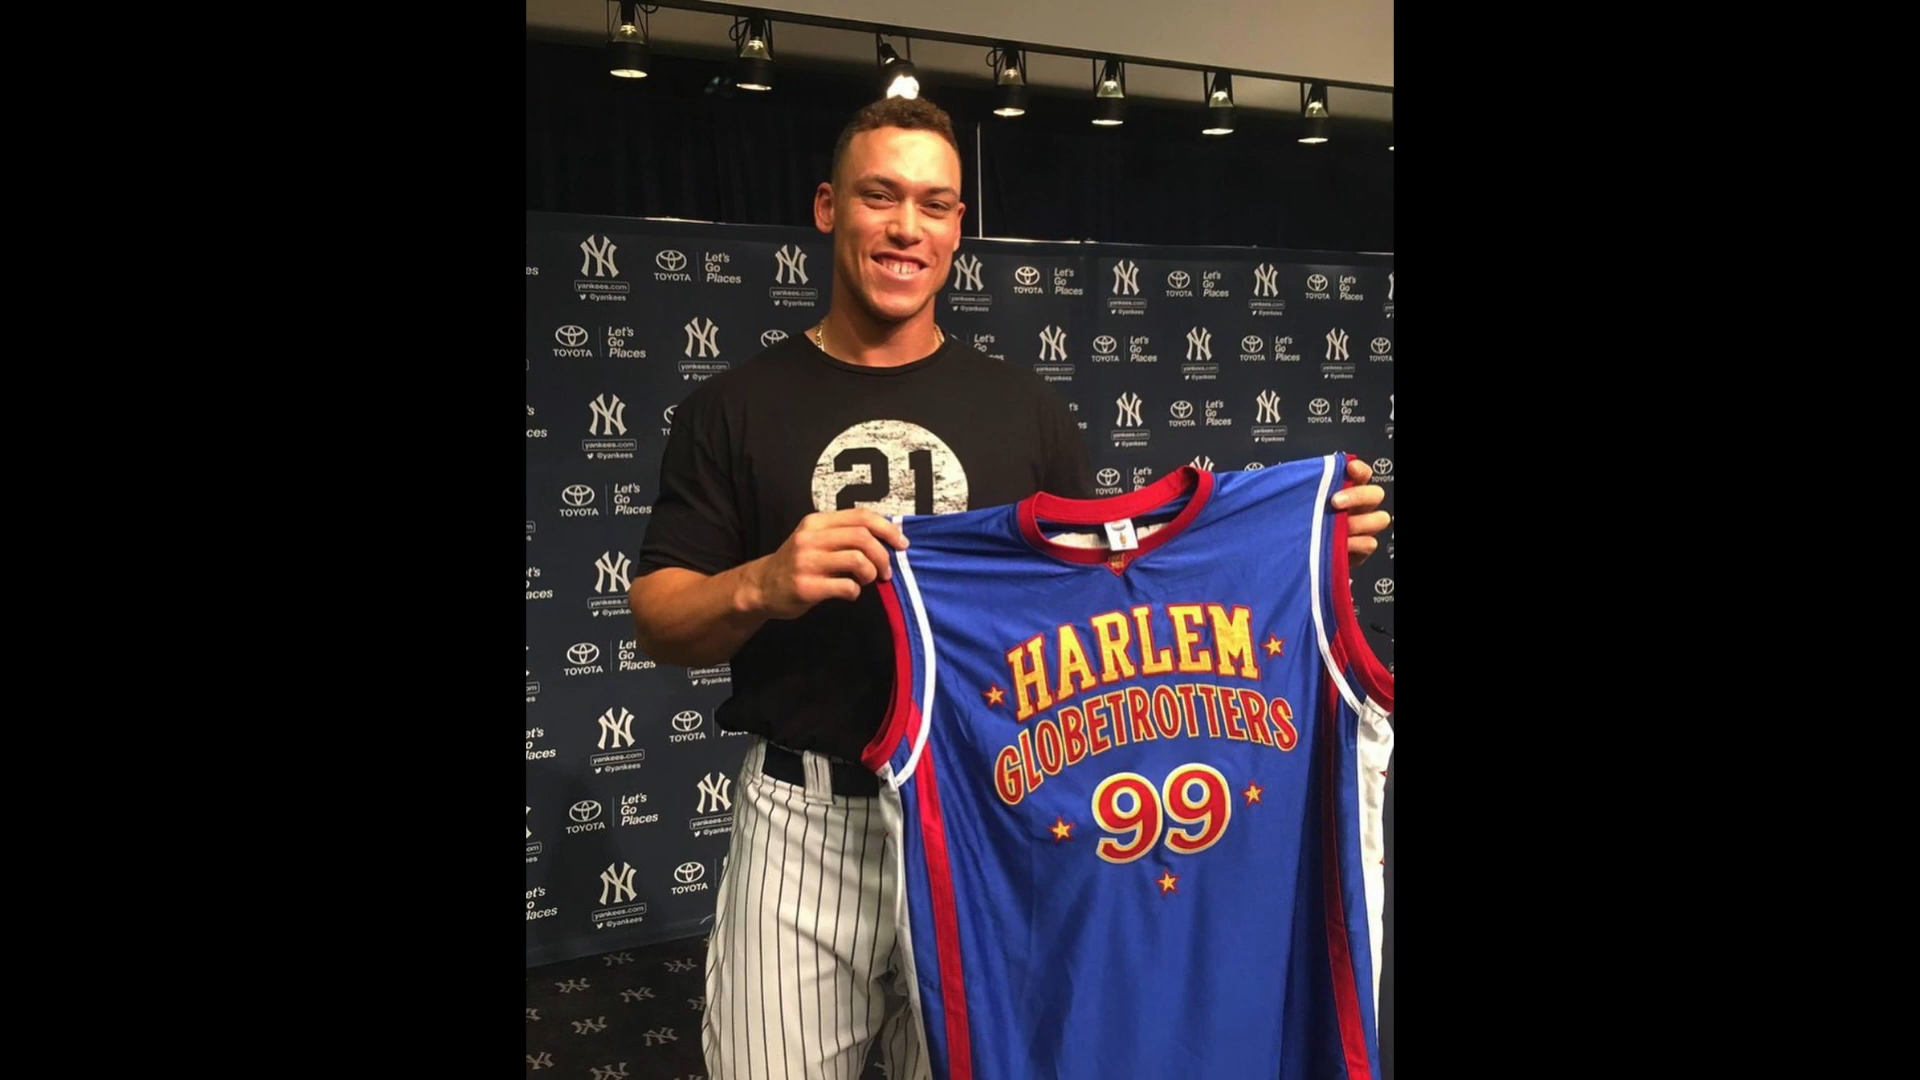 NY
yankees.com
@yankees
TOYOTA
Let's
Go
Places
21
HARLEM
GLOBETROTTERS
99